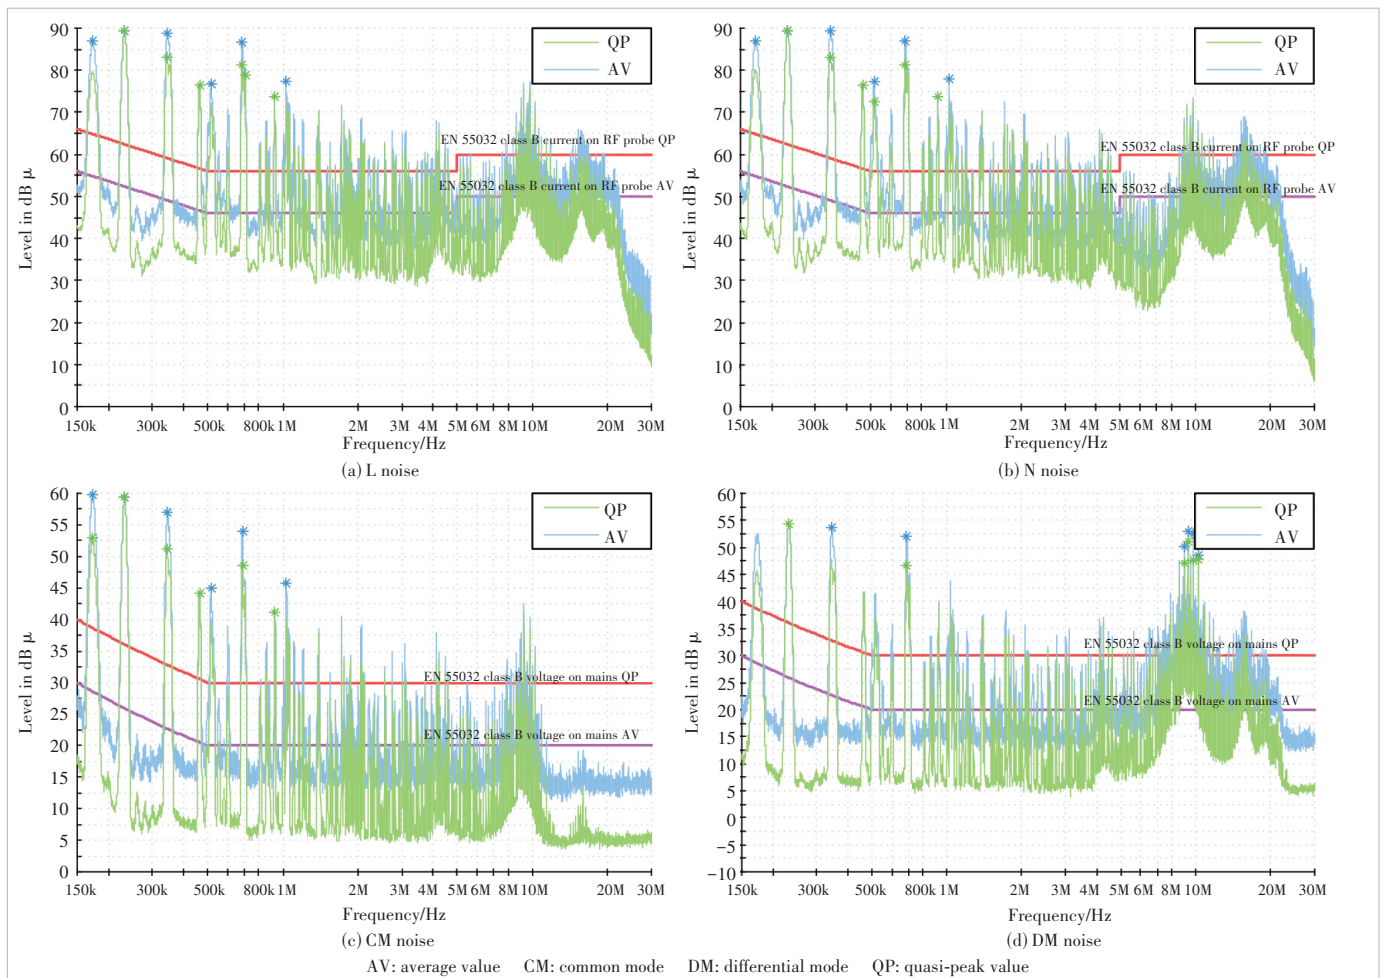 90
80
70
60
50
40
30
20
10
0
Level in dB μ
QP
AV
EN 55032 class B current on RF probe QP
EN 55032 class B current on RF probe AV
150k 300k 500k 800k 1M 2M 3M 4M 5M 6M 8M 10M 20M 30M
Frequency/Hz
(a) L noise
90
80
70
60
50
40
30
20
10
0
Level in dB μ
QP
AV
EN 55032 class B current on RF probe QP
EN 55032 class B current on RF probe AV
150k 300k 500k 800k 1M 2M 3M 4M 5M 6M 8M 10M 20M 30M
Frequency/Hz
(b) N noise
60
55
50
45
40
35
30
25
20
15
10
5
0
Level in dB μ
QP
AV
EN 55032 class B voltage on mains QP
EN 55032 class B voltage on mains AV
150k 300k 500k 800k 1M 2M 3M 4M 5M 6M 8M 10M 20M 30M
Frequency/Hz
(c) CM noise
60
55
50
45
40
35
30
25
20
15
10
5
0
−5
−10
Level in dB μ
QP
AV
EN 55032 class B voltage on mains QP
EN 55032 class B voltage on mains AV
150k 300k 500k 800k 1M 2M 3M 4M 5M 6M 8M 10M 20M 30M
Frequency/Hz
(d) DM noise
AV: average value CM: common mode DM: differential mode QP: quasi-peak value